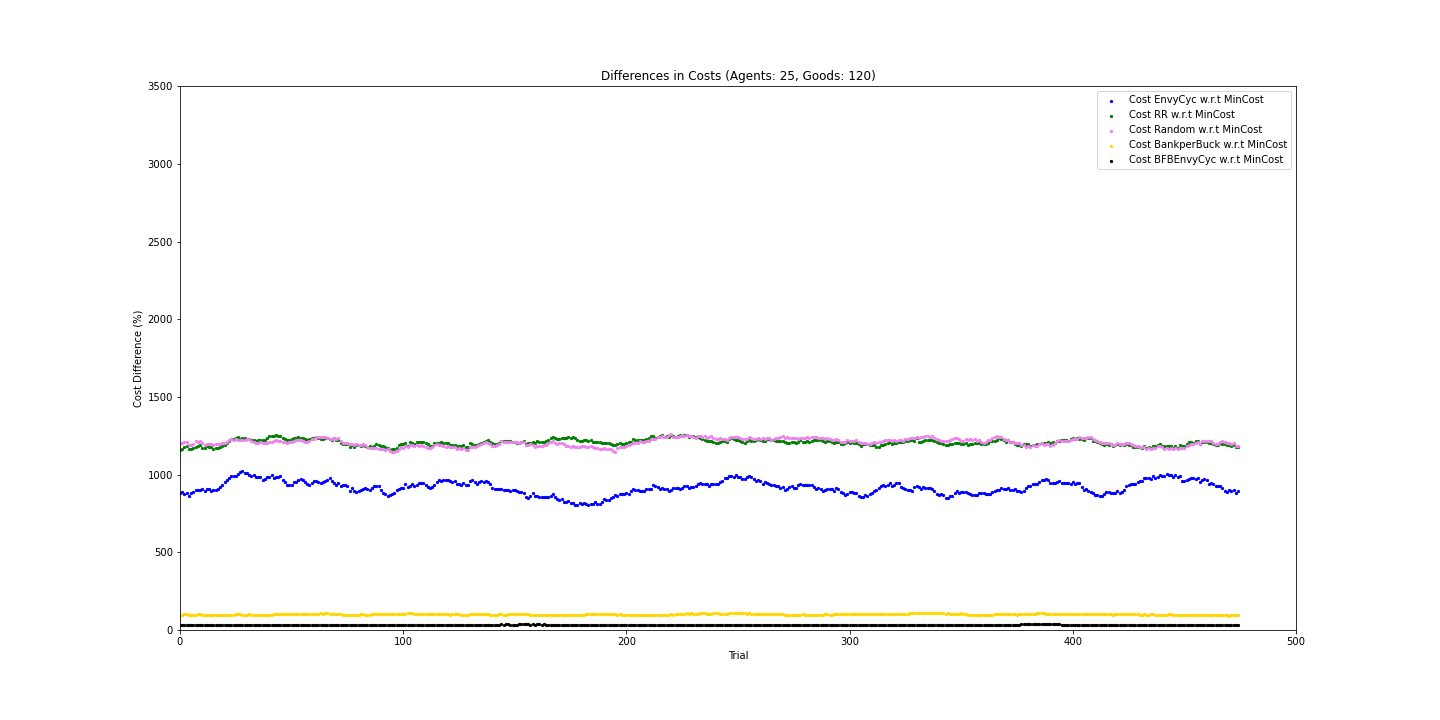 Differences in Costs (Agents: 25, Goods: 120)
3500
3000
2500
2000
1500
1000
500
0
Cost Difference (%)
Cost EnvyCyc w.r.t MinCost
Cost RR w.r.t MinCost
Cost Random w.r.t MinCost
Cost BankperBuck w.r.t MinCost
Cost BFBEnvyCyc w.r.t MinCost
0 100 200 300 400 500
Trial